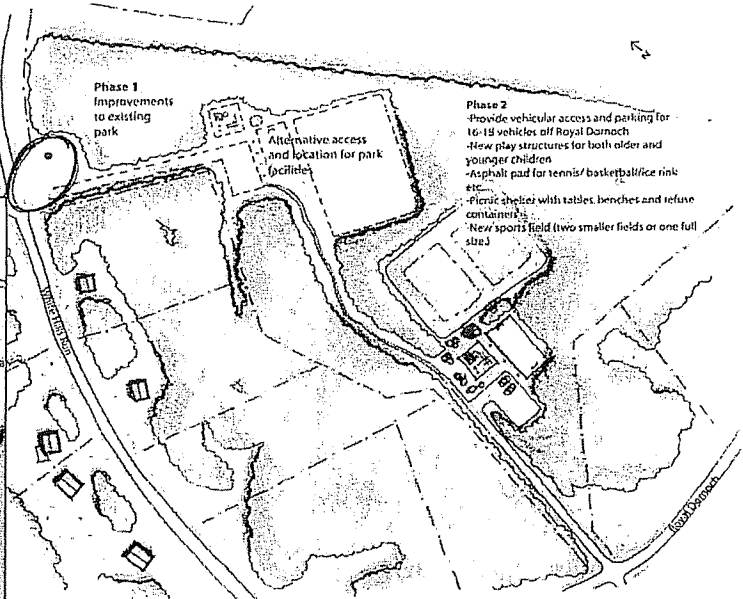 Phase 1
Improvements
to existing
park
Alternative access
and location for park
facilities
Phase 2
-Provide vehicular access and parking for
16-18 vehicles off Royal Dornoch
-New play structures for both older and
younger children
-Asphalt pad for tennis/ basketball/ice rink
etc.
-Picnic shelter with tables, benches and refuse
containers
-New sports field (two smaller fields or one full
size)
White Hills Run
Royal Dornoch